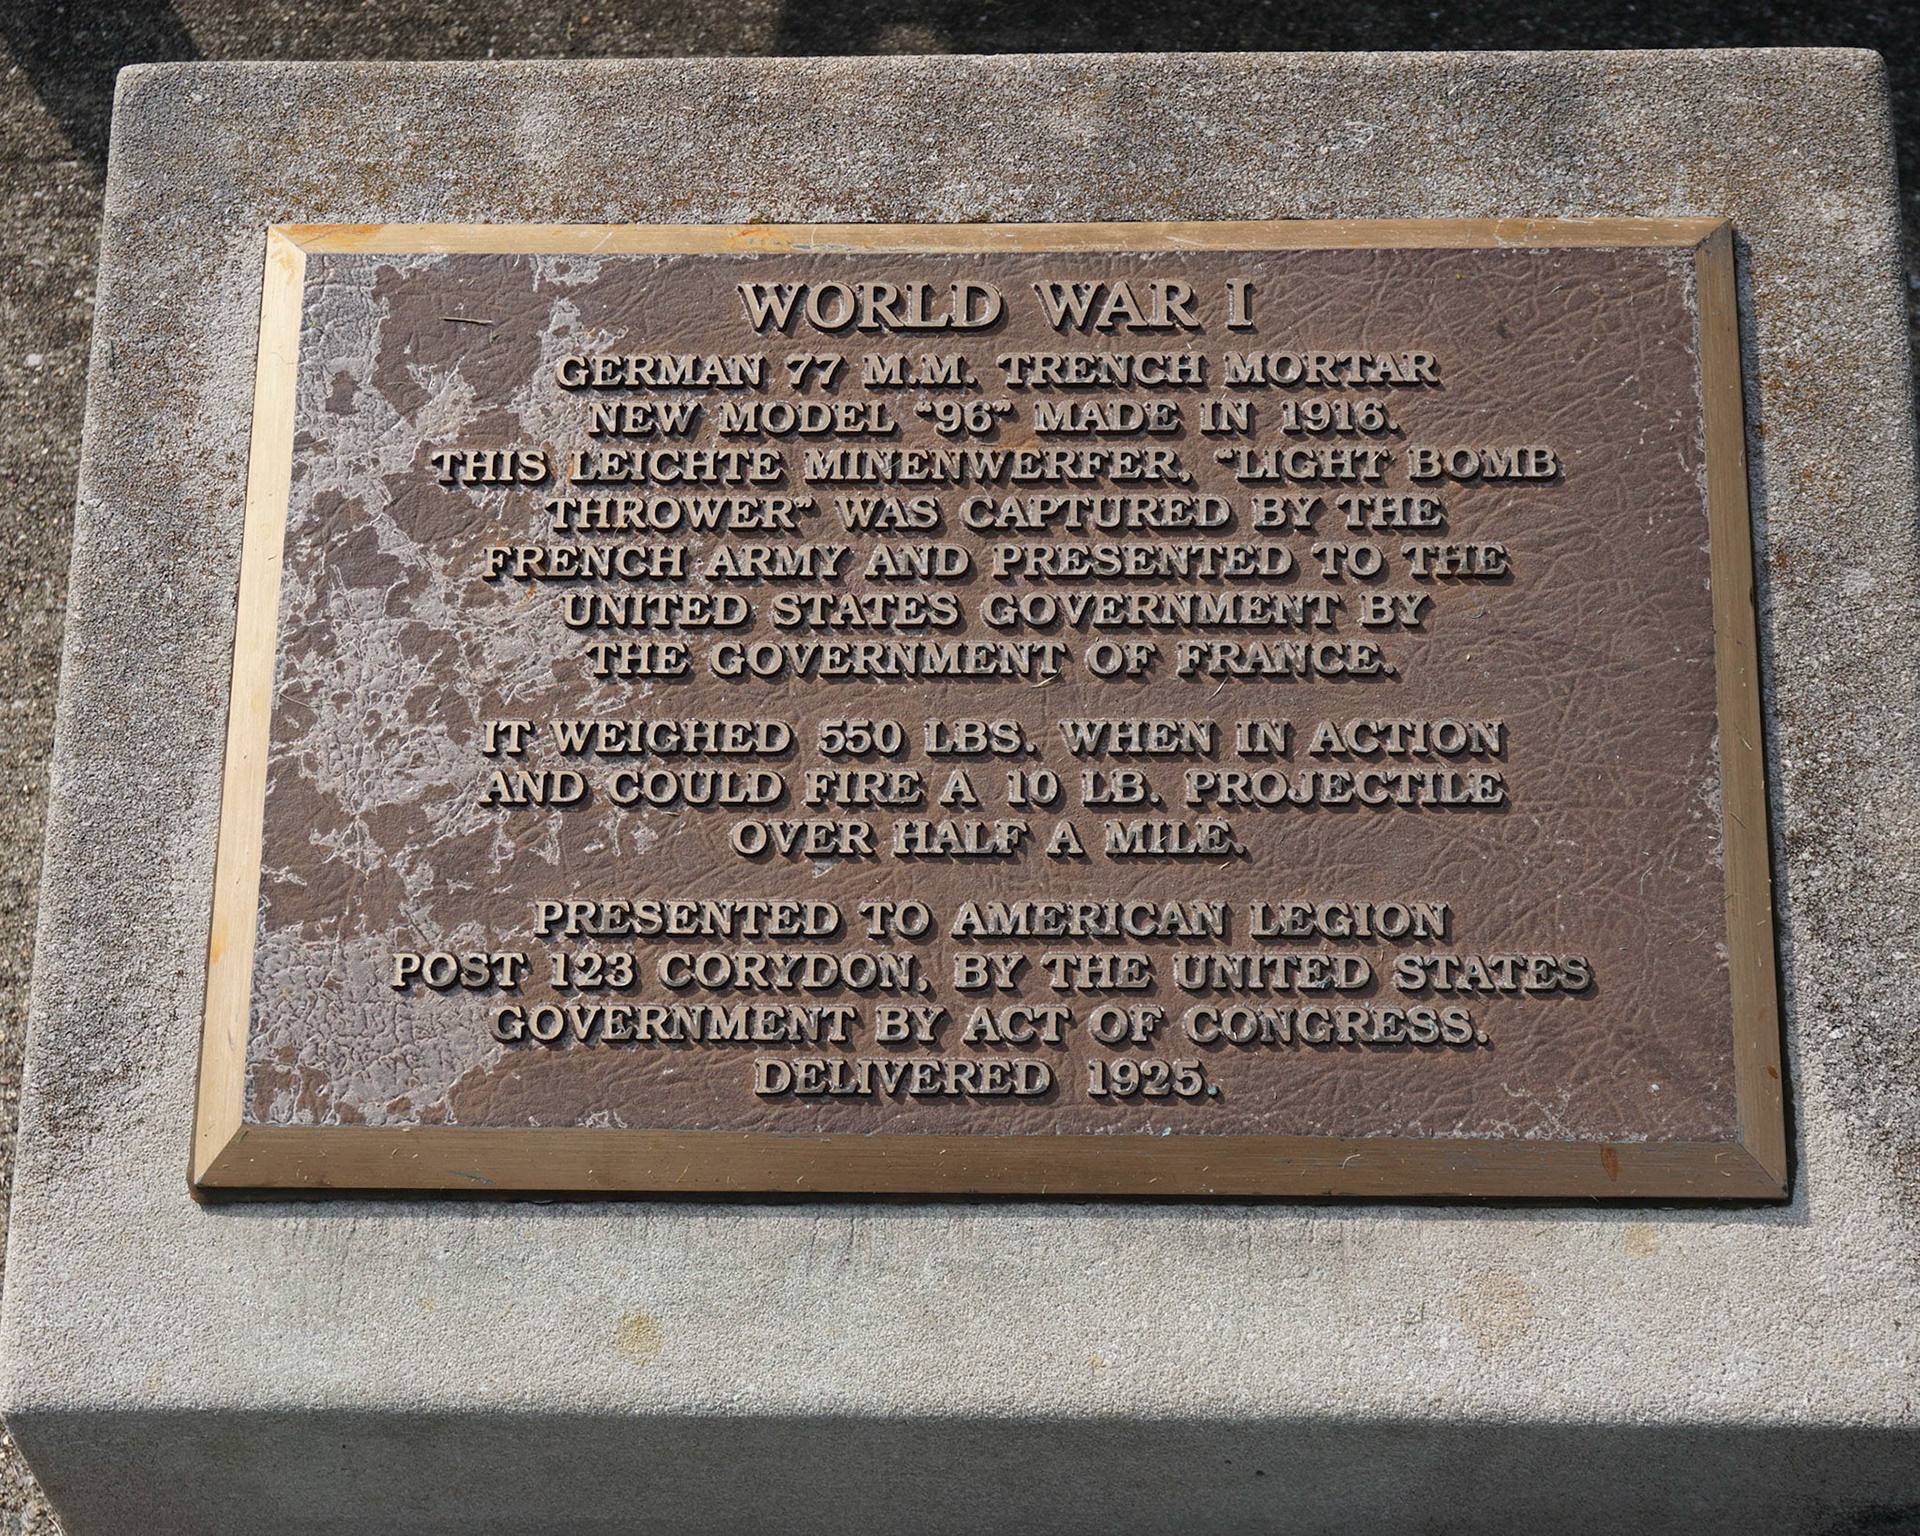 WORLD WAR I
GERMAN 77 M.M. TRENCH MORTAR
NEW MODEL “96” MADE IN 1916.
THIS LEICHTE MINENWERFER, “LIGHT BOMB
THROWER” WAS CAPTURED BY THE
FRENCH ARMY AND PRESENTED TO THE
UNITED STATES GOVERNMENT BY
THE GOVERNMENT OF FRANCE.
IT WEIGHED 550 LBS. WHEN IN ACTION
AND COULD FIRE A 10 LB. PROJECTILE
OVER HALF A MILE.
PRESENTED TO AMERICAN LEGION
POST 123 CORYDON, BY THE UNITED STATES
GOVERNMENT BY ACT OF CONGRESS.
DELIVERED 1925.